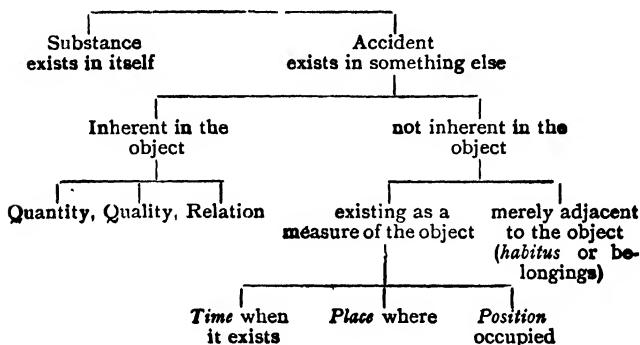 Substance
exists in itself
Accident
exists in something else
Inherent in the
object
not inherent in the
object
Quantity, Quality, Relation
existing as a
measure of the object
merely adjacent
to the object
(habitus or be-
longings)
Time when
it exists
Place where
Position
occupied